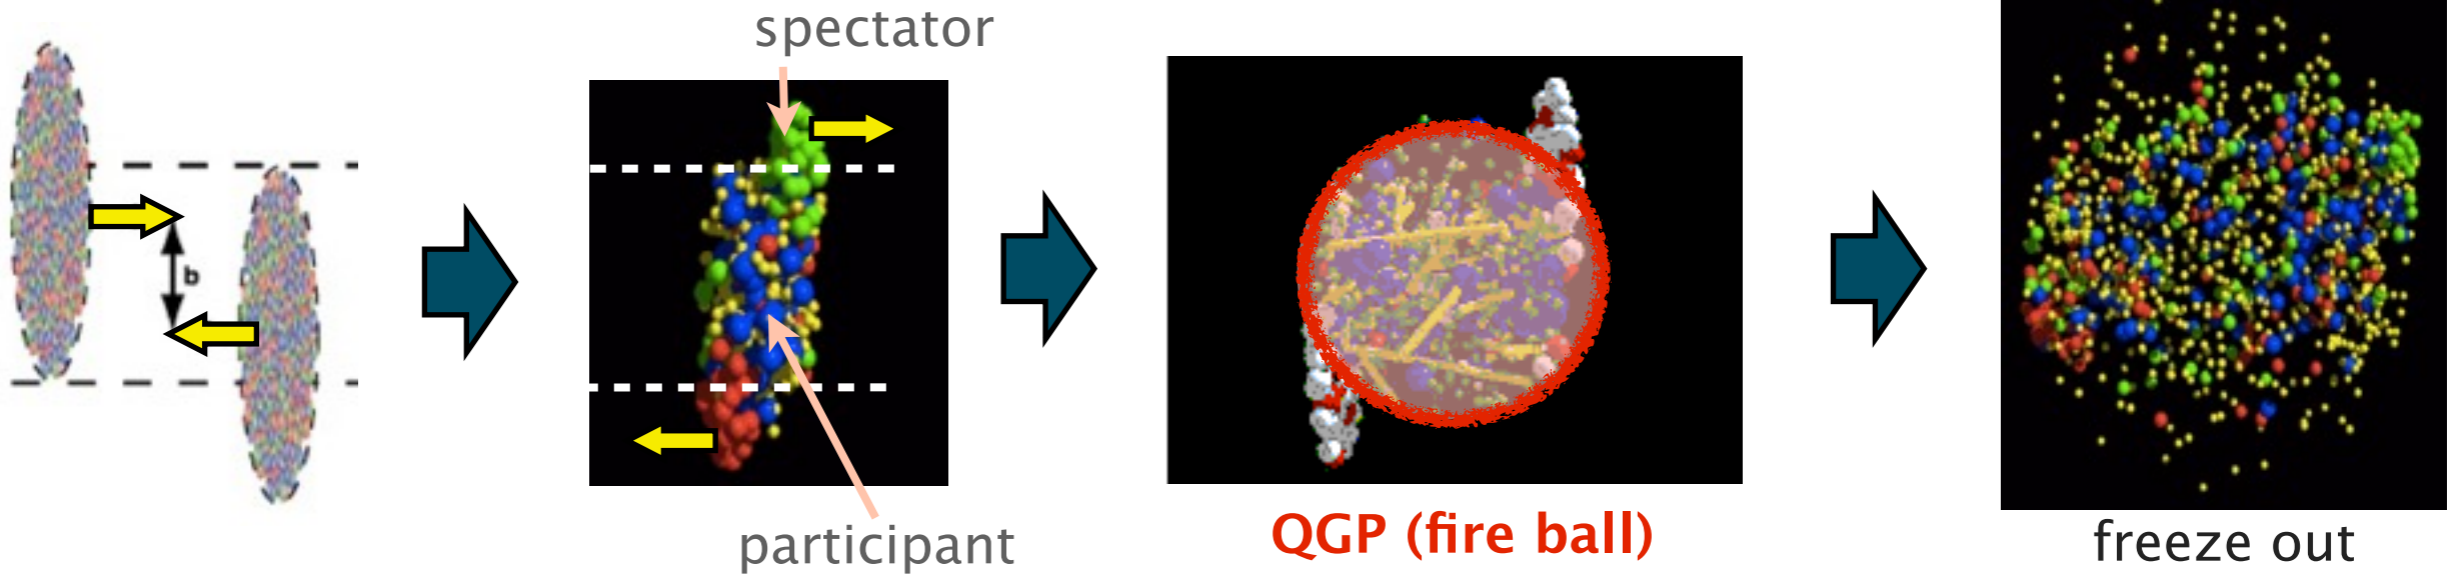 spectator
b
participant
QGP (fire ball)
freeze out